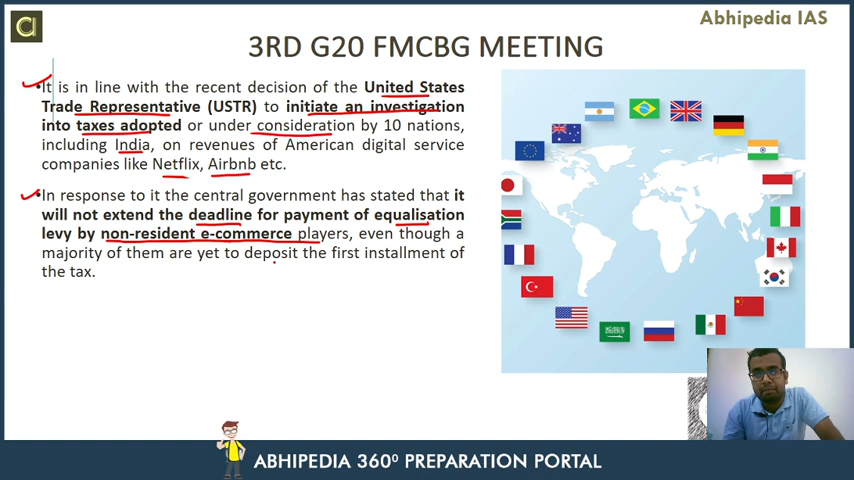 Abhipedia IAS
a
3RD G20 FMCBG MEETING
•It is in line with the recent decision of the United States
Trade Representative (USTR) to initiate an investigation
into taxes adopted or under consideration by 10 nations,
including India, on revenues of American digital service
companies like Netflix, Airbnb etc.
•In response to it the central government has stated that it
will not extend the deadline for payment of equalisation
levy by non-resident e-commerce players, even though a
majority of them are yet to deposit the first installment of
the tax.
ABHIPEDIA 360⁰ PREPARATION PORTAL